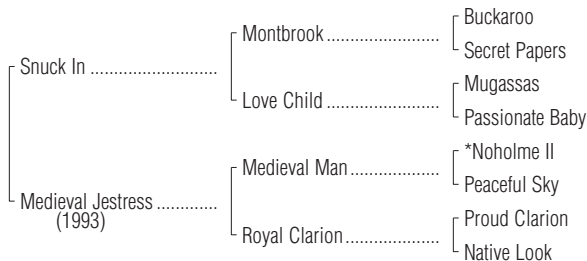 Buckaroo
Montbrook ........................
Secret Papers
Snuck In ...........................
Mugassas
Love Child ........................
Passionate Baby
*Noholme II
Medieval Man ...................
Peaceful Sky
Medieval Jestress .............
(1993)
Proud Clarion
Royal Clarion....................
Native Look